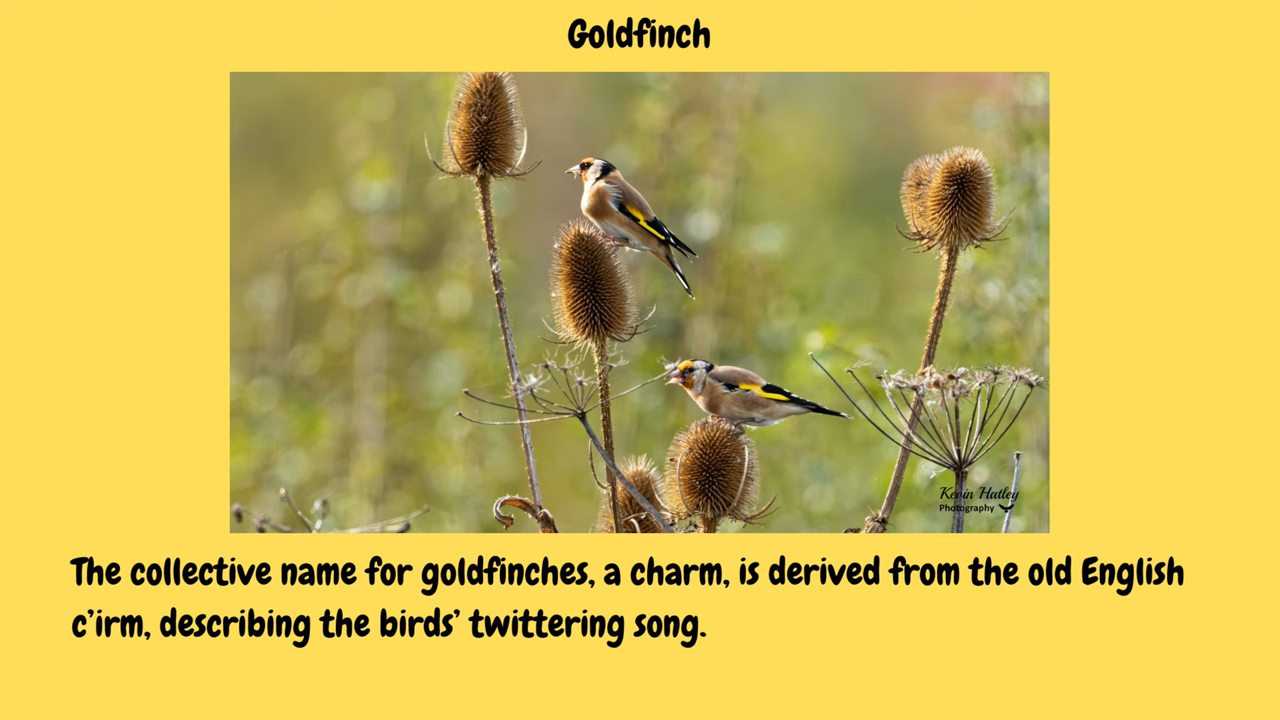 Goldfinch
Kevin Hatley
Photography
The collective name for goldfinches, a charm, is derived from the old English
c’irm, describing the birds’ twittering song.